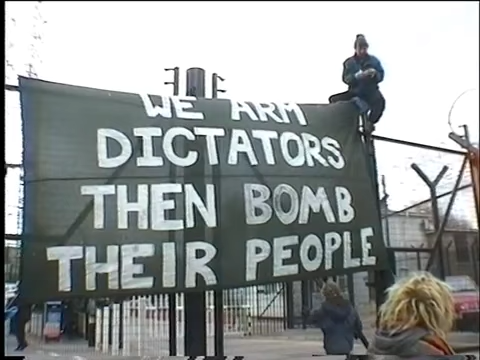 WE ARM
DICTATORS
THEN BOMB
THEIR PEOPLE